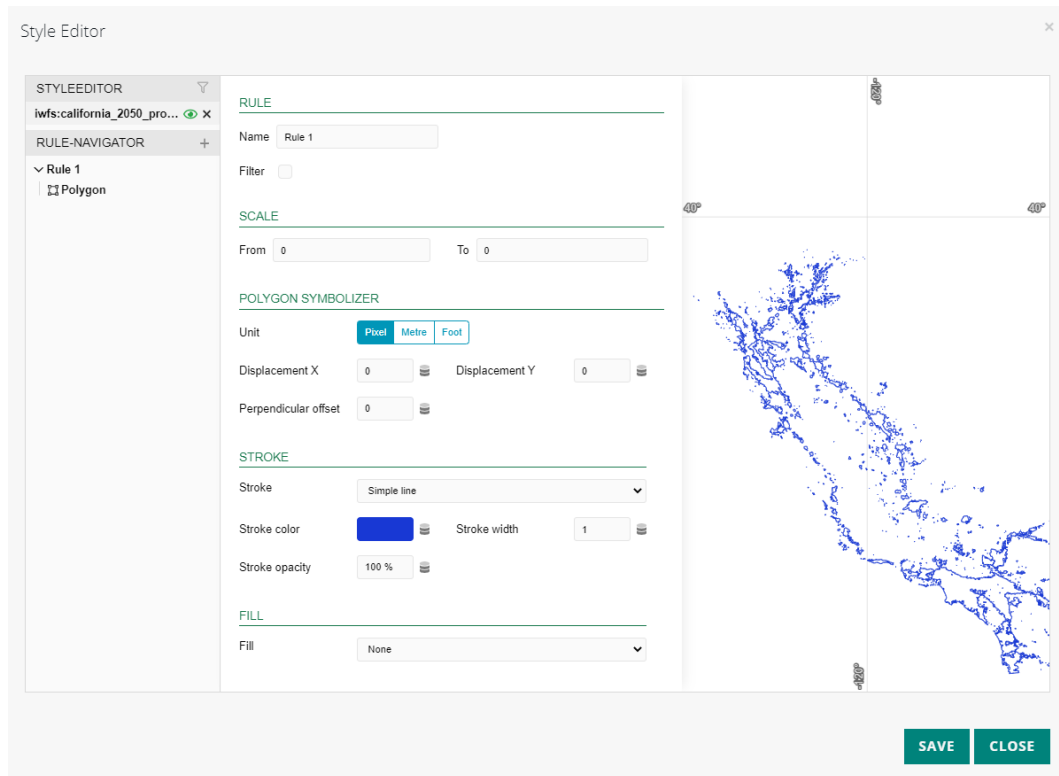 Style Editor
×
STYLEEDITOR
iwfs:california_2050_pro...
RULE-NAVIGATOR
Rule 1
Polygon
RULE
Name Rule 1
Filter
SCALE
From 0 To 0
POLYGON SYMBOLIZER
Unit Pixel Metre Foot
Displacement X 0 Displacement Y 0
Perpendicular offset 0
STROKE
Stroke Simple line
Stroke color Stroke width 1
Stroke opacity 100 %
FILL
Fill None
-120°
40° 40°
-120°
SAVE CLOSE